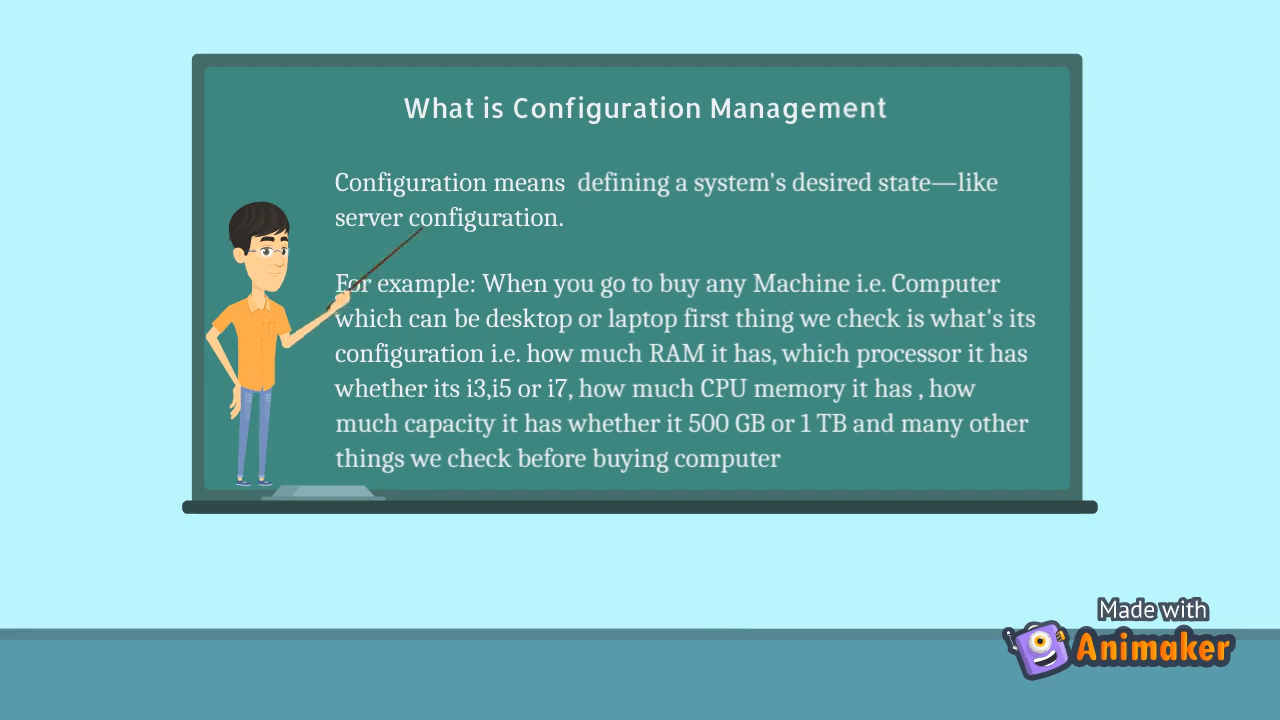 What is Configuration Management
Configuration means  defining a system's desired state—like
server configuration.
For example: When you go to buy any Machine i.e. Computer
which can be desktop or laptop first thing we check is what's its
configuration i.e. how much RAM it has, which processor it has
whether its i3,i5 or i7, how much CPU memory it has , how
much capacity it has whether it 500 GB or 1 TB and many other
things we check before buying computer
Made with
Animaker